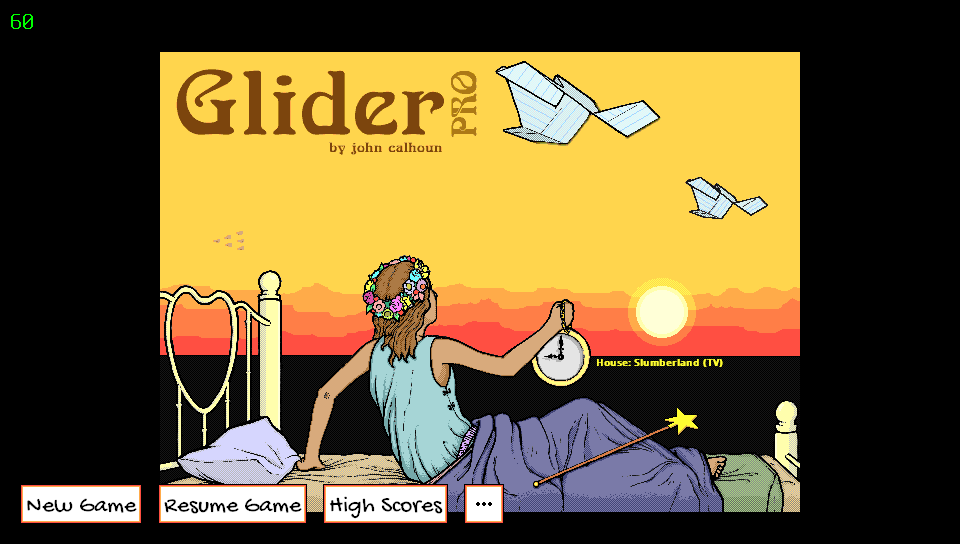 60
Glider PRO
by john calhoun
House: Slumberland (TV)
New Game
Resume Game
High Scores
...